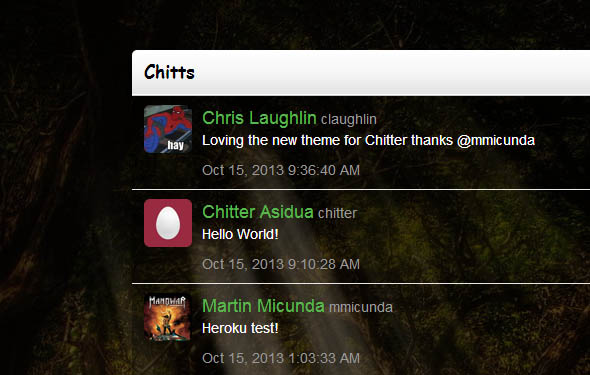 Chitts
hay
Chris Laughlin claughlin
Loving the new theme for Chitter thanks @mmicunda
Oct 15, 2013 9:36:40 AM
Chitter Asidua chitter
Hello World!
Oct 15, 2013 9:10:28 AM
MANOWAR
Martin Micunda mmicunda
Heroku test!
Oct 15, 2013 1:03:33 AM